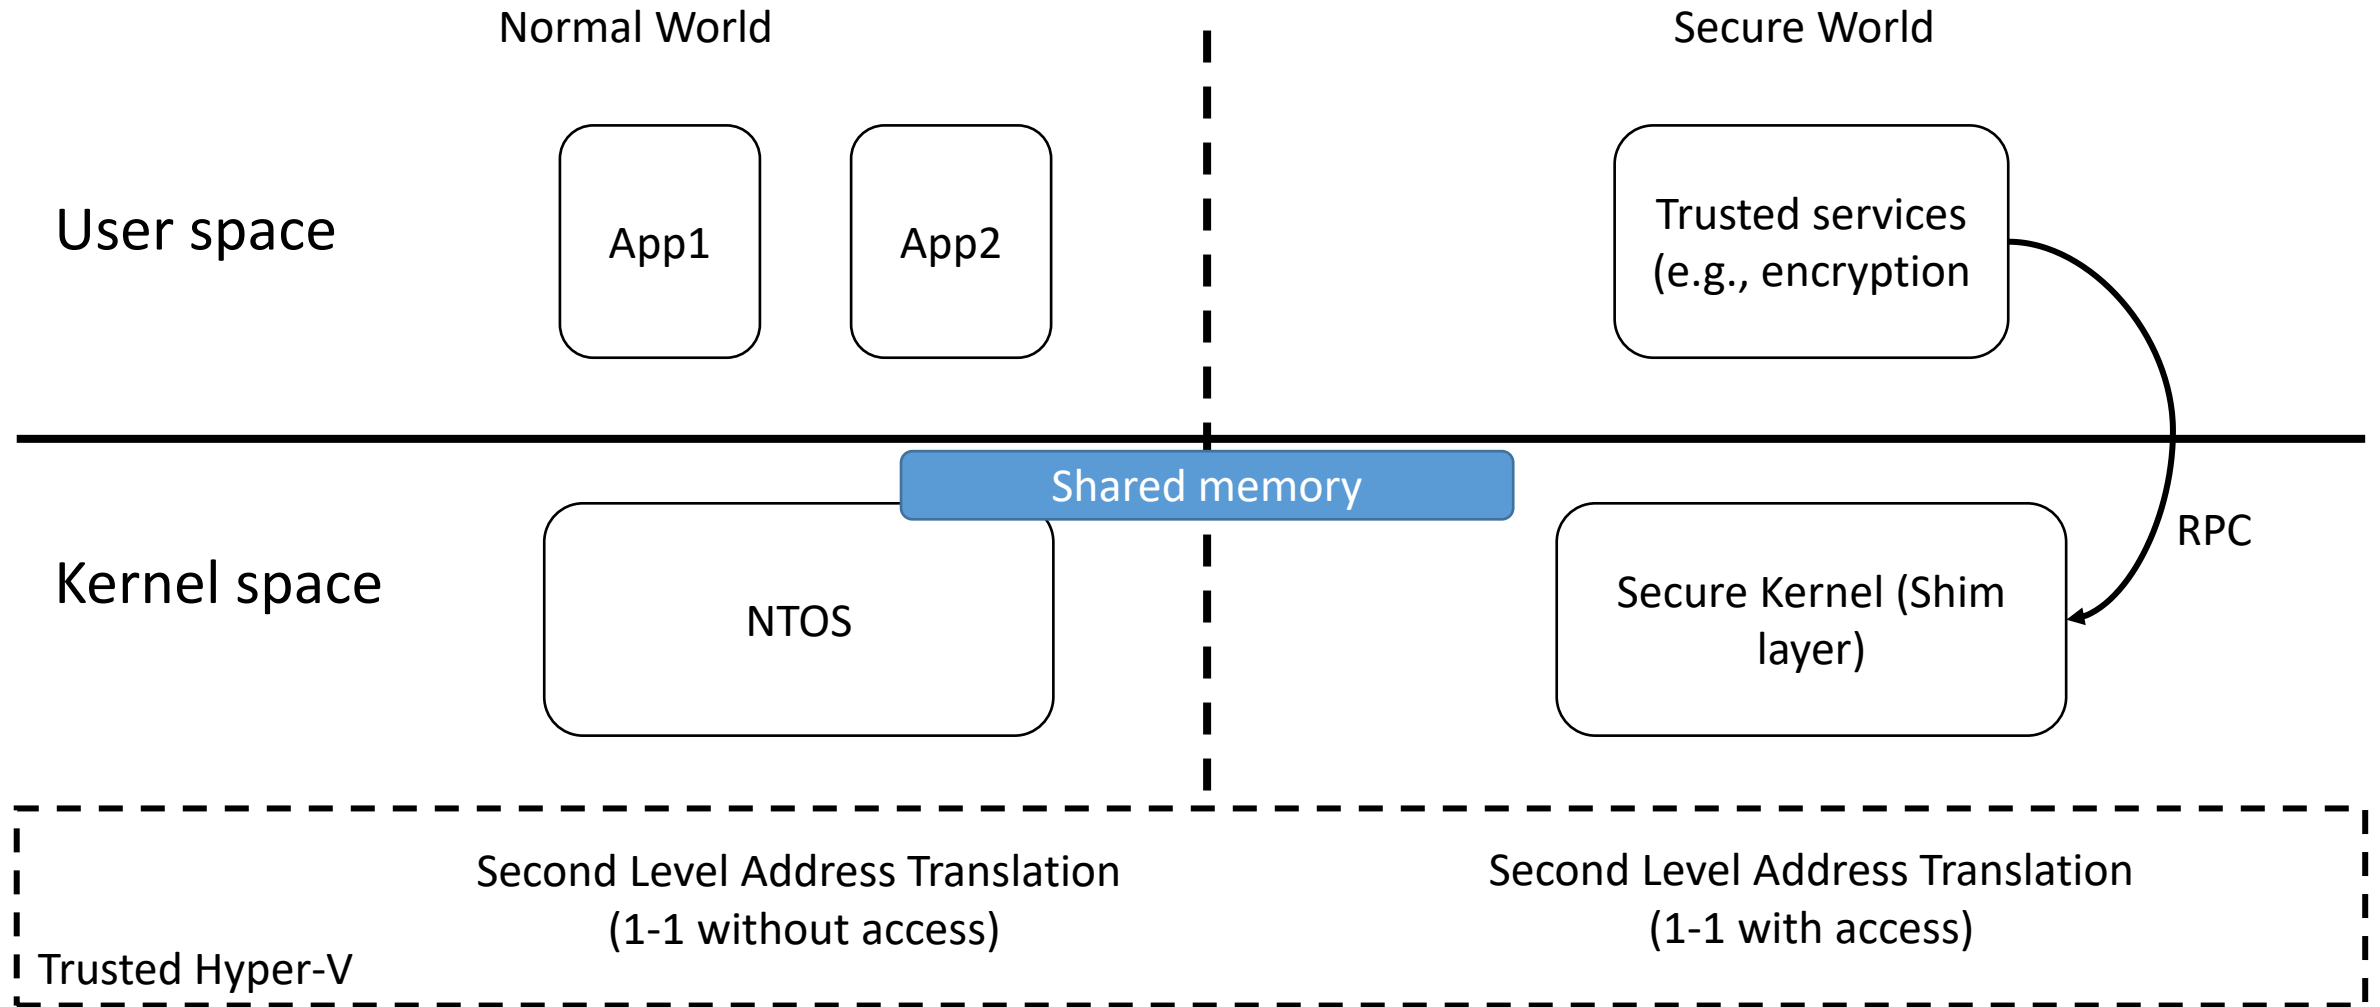 Normal World
Secure World
User space
App1
App2
Trusted services
(e.g., encryption
Shared memory
Kernel space
NTOS
Secure Kernel (Shim
layer)
RPC
Second Level Address Translation
(1-1 without access)
Second Level Address Translation
(1-1 with access)
Trusted Hyper-V